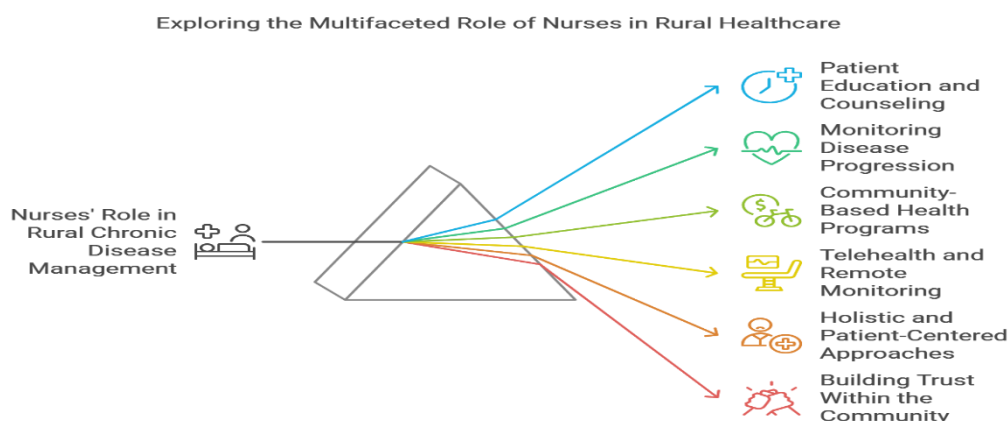 Exploring the Multifaceted Role of Nurses in Rural Healthcare
Nurses' Role in
Rural Chronic
Disease
Management
Patient
Education and
Counseling
Monitoring
Disease
Progression
Community-
Based Health
Programs
Telehealth and
Remote
Monitoring
Holistic and
Patient-Centered
Approaches
Building Trust
Within the
Community